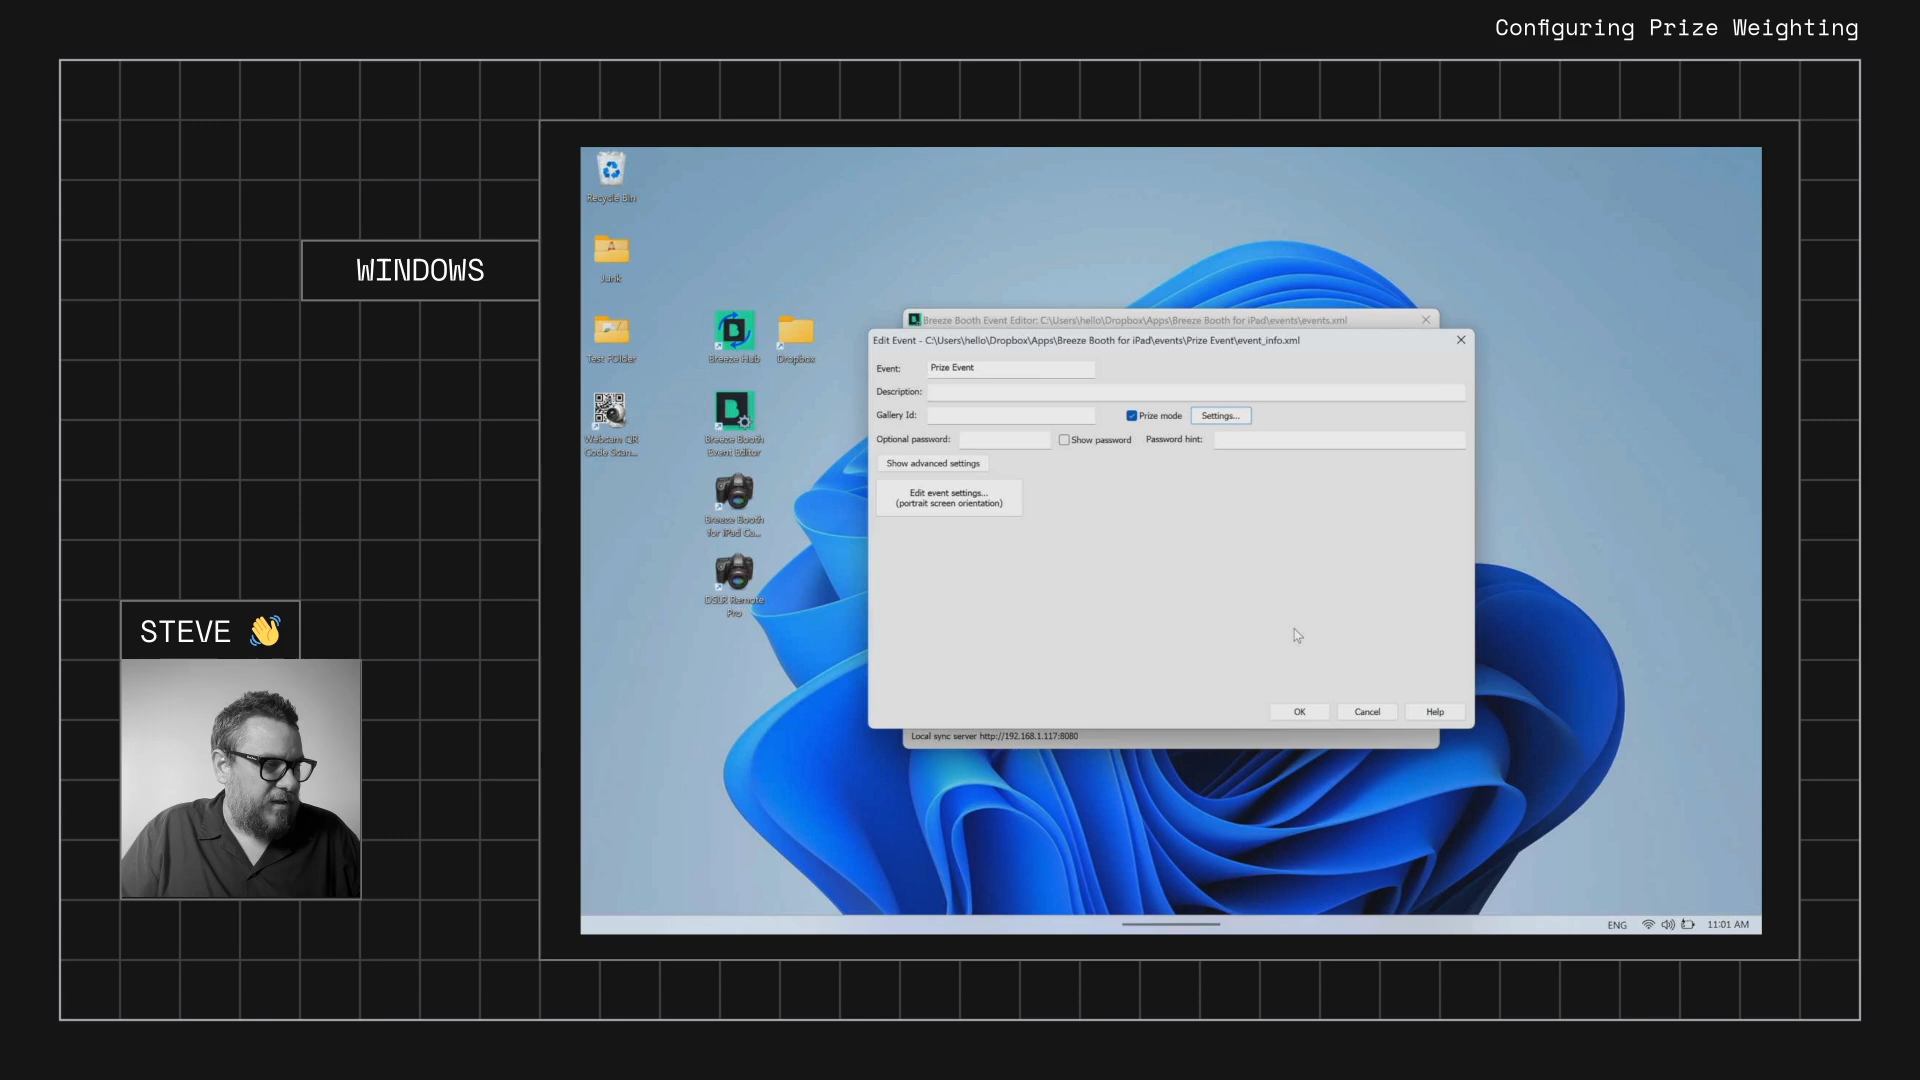 Configuring Prize Weighting
WINDOWS
STEVE 👋
Recycle Bin
Junk
Test FOlder
Webcam QR
Code Scan...
Breeze Hub
Dropbox
Breeze Booth
Event Editor
Breeze Booth
for iPad Ca...
DSLR Remote
Pro
Breeze Booth Event Editor: C:\Users\hello\Dropbox\Apps\Breeze Booth for iPad\events\events.xml
Edit Event - C:\Users\hello\Dropbox\Apps\Breeze Booth for iPad\events\Prize Event\event_info.xml
Event: Prize Event
Description:
Gallery Id: Prize mode Settings...
Optional password: Show password Password hint:
Show advanced settings
Edit event settings...
(portrait screen orientation)
OK Cancel Help
Local sync server http://192.168.1.117:8080
ENG 11:01 AM